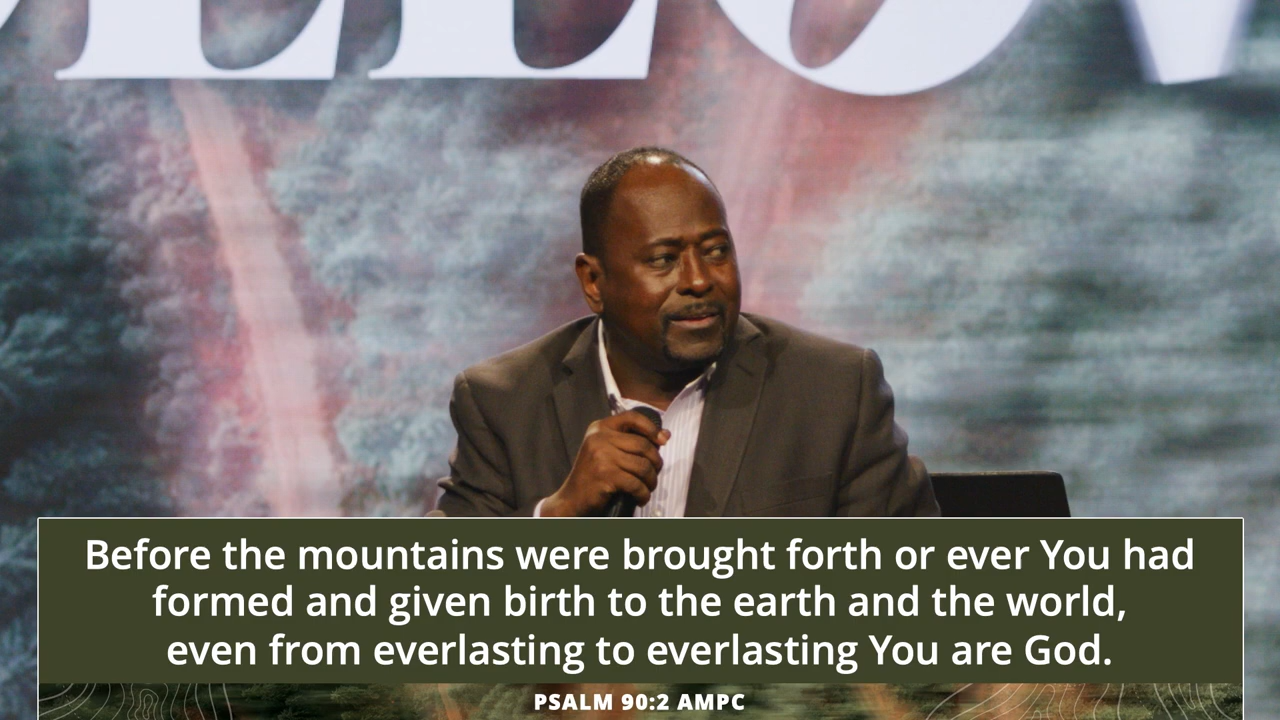 Before the mountains were brought forth or ever You had
formed and given birth to the earth and the world,
even from everlasting to everlasting You are God.
PSALM 90:2 AMPC